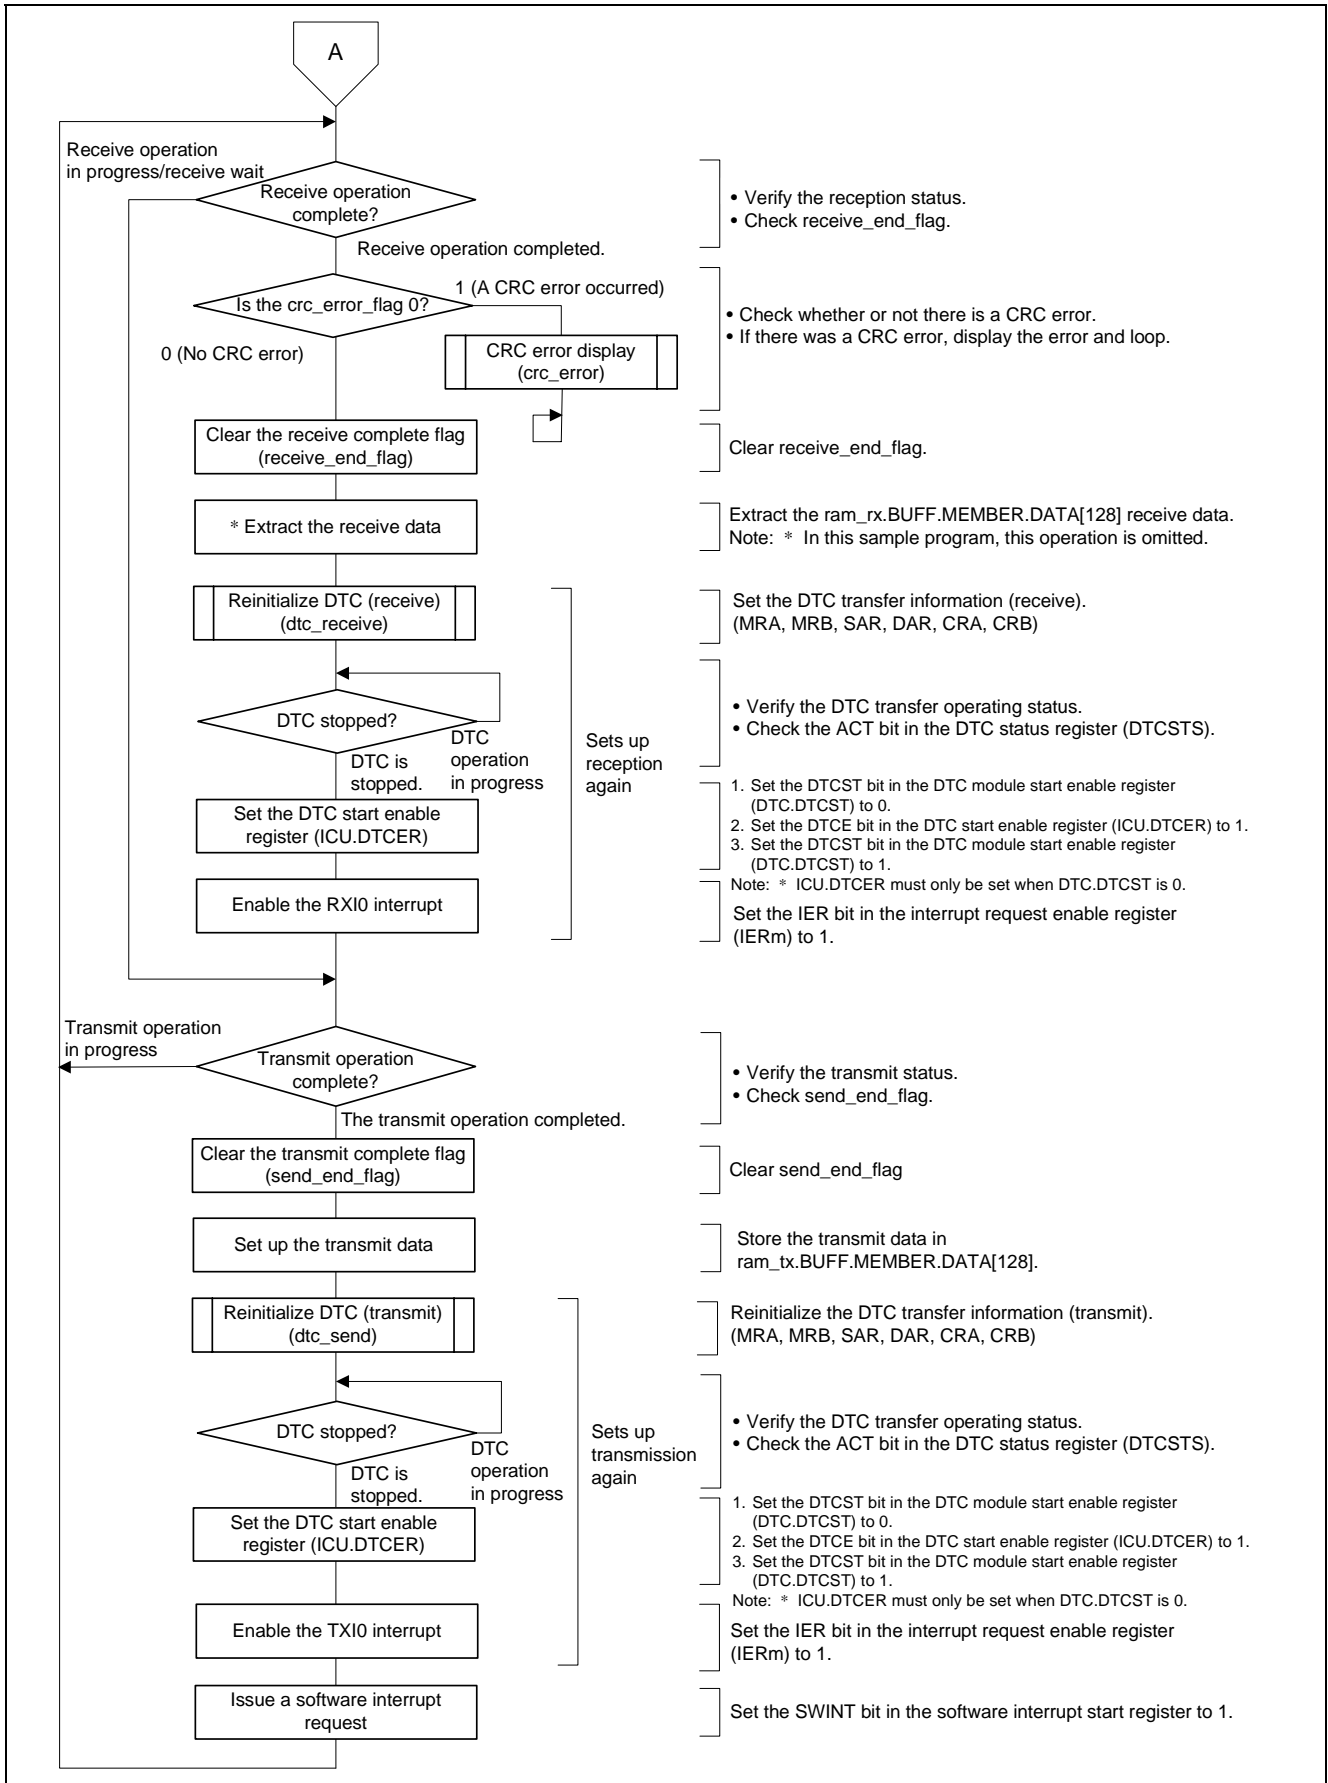 A
Receive operation
in progress/receive wait
Receive operation
complete?
• Verify the reception status.
• Check receive_end_flag.
Receive operation completed.
Is the crc_error_flag 0?
1 (A CRC error occurred)
• Check whether or not there is a CRC error.
• If there was a CRC error, display the error and loop.
0 (No CRC error)
CRC error display
(crc_error)
Clear the receive complete flag
(receive_end_flag)
Clear receive_end_flag.
* Extract the receive data
Extract the ram_rx.BUFF.MEMBER.DATA[128] receive data.
Note: * In this sample program, this operation is omitted.
Reinitialize DTC (receive)
(dtc_receive)
Set the DTC transfer information (receive).
(MRA, MRB, SAR, DAR, CRA, CRB)
DTC stopped?
DTC
operation
in progress
DTC is
stopped.
Sets up
reception
again
• Verify the DTC transfer operating status.
• Check the ACT bit in the DTC status register (DTCSTS).
Set the DTC start enable
register (ICU.DTCER)
1. Set the DTCST bit in the DTC module start enable register
(DTC.DTCST) to 0.
2. Set the DTCE bit in the DTC start enable register (ICU.DTCER) to 1.
3. Set the DTCST bit in the DTC module start enable register
(DTC.DTCST) to 1.
Note: * ICU.DTCER must only be set when DTC.DTCST is 0.
Enable the RXI0 interrupt
Set the IER bit in the interrupt request enable register
(IERm) to 1.
Transmit operation
in progress
Transmit operation
complete?
• Verify the transmit status.
• Check send_end_flag.
The transmit operation completed.
Clear the transmit complete flag
(send_end_flag)
Clear send_end_flag
Set up the transmit data
Store the transmit data in
ram_tx.BUFF.MEMBER.DATA[128].
Reinitialize DTC (transmit)
(dtc_send)
Reinitialize the DTC transfer information (transmit).
(MRA, MRB, SAR, DAR, CRA, CRB)
DTC stopped?
DTC
operation
in progress
DTC is
stopped.
Sets up
transmission
again
• Verify the DTC transfer operating status.
• Check the ACT bit in the DTC status register (DTCSTS).
Set the DTC start enable
register (ICU.DTCER)
1. Set the DTCST bit in the DTC module start enable register
(DTC.DTCST) to 0.
2. Set the DTCE bit in the DTC start enable register (ICU.DTCER) to 1.
3. Set the DTCST bit in the DTC module start enable register
(DTC.DTCST) to 1.
Note: * ICU.DTCER must only be set when DTC.DTCST is 0.
Enable the TXI0 interrupt
Set the IER bit in the interrupt request enable register
(IERm) to 1.
Issue a software interrupt
request
Set the SWINT bit in the software interrupt start register to 1.